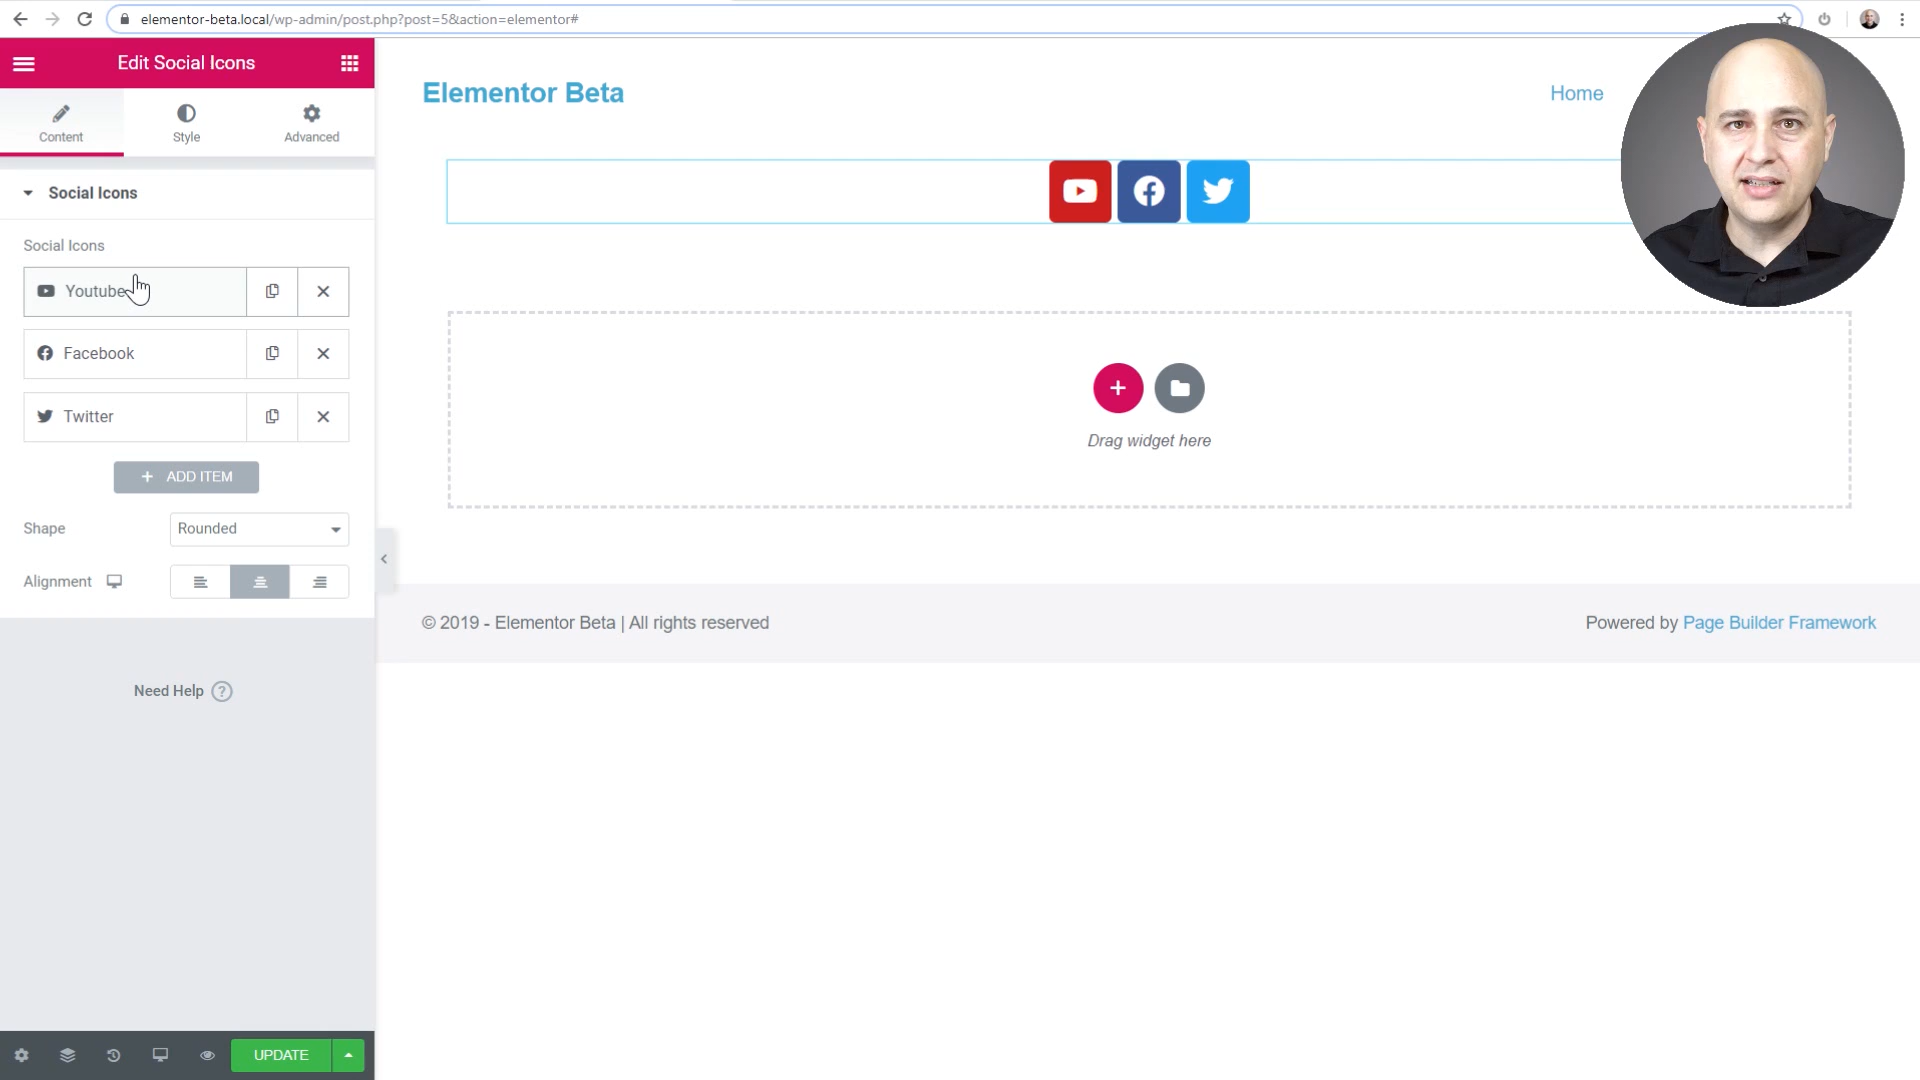 elementor-beta.local/wp-admin/post.php?post=5&action=elementor#
Edit Social Icons
Content
Style
Advanced
Social Icons
Social Icons
Youtube
Facebook
Twitter
ADD ITEM
Shape
Rounded
Alignment
Need Help
?
UPDATE
Elementor Beta
Home
Drag widget here
© 2019 - Elementor Beta | All rights reserved
Powered by Page Builder Framework